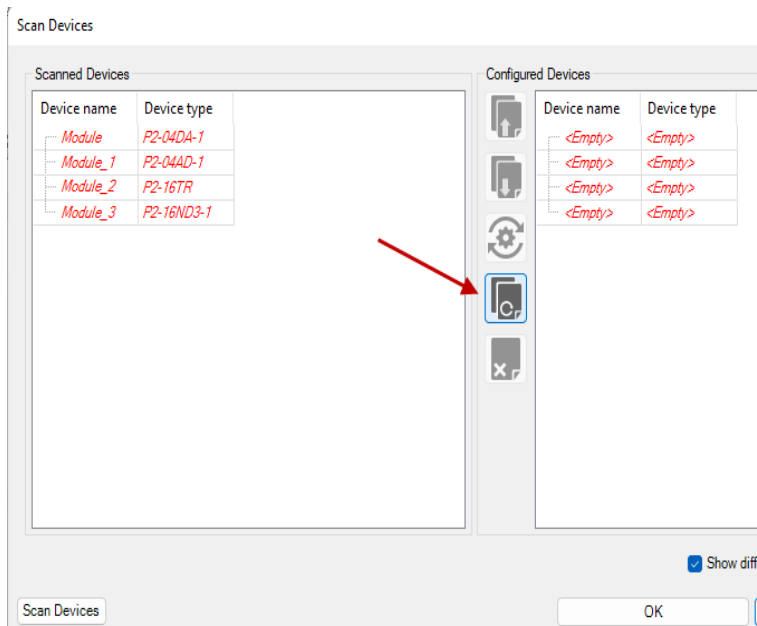 Scan Devices
Scanned Devices
Device name Device type
Module P2-04DA-1
Module_1 P2-04AD-1
Module_2 P2-16TR
Module_3 P2-16ND3-1
Configured Devices
Device name Device type
<Empty> <Empty>
<Empty> <Empty>
<Empty> <Empty>
<Empty> <Empty>
Show diff
Scan Devices
OK